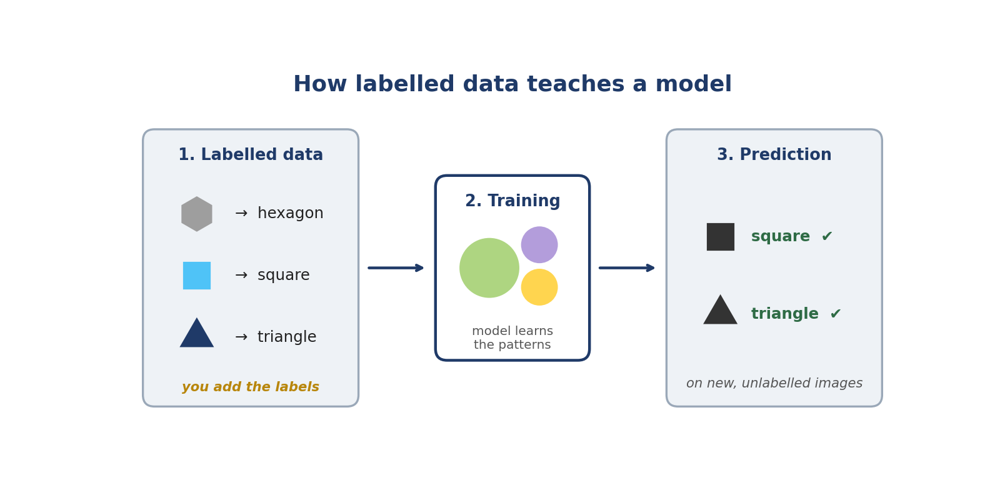 How labelled data teaches a model
1. Labelled data
→ hexagon
→ square
→ triangle
you add the labels
2. Training
model learns
the patterns
3. Prediction
square ✔
triangle ✔
on new, unlabelled images